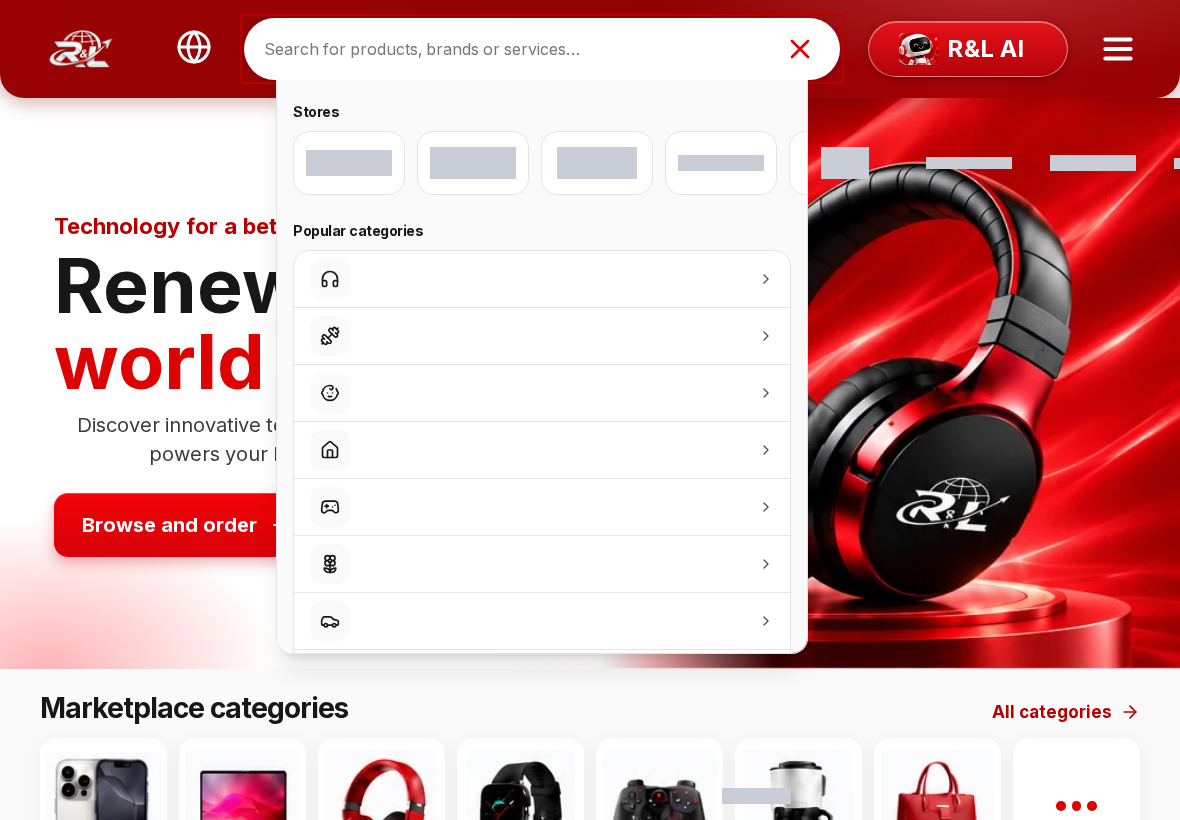 R&L
Search for products, brands or services...
R&L AI
Stores
Popular categories
Technology for a bet
Renew
world
Discover innovative te
powers your
Browse and order
R&L
Marketplace categories
All categories